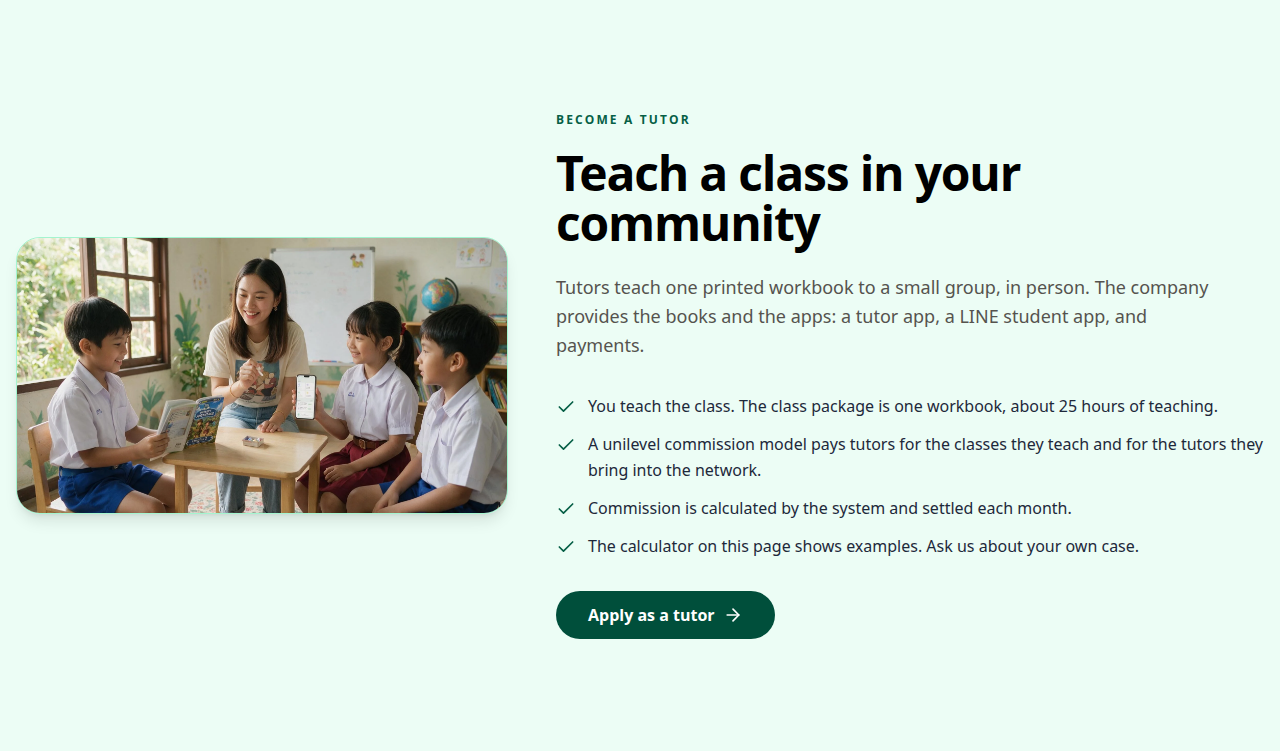 BECOME A TUTOR
Teach a class in your
community
Tutors teach one printed workbook to a small group, in person. The company
provides the books and the apps: a tutor app, a LINE student app, and
payments.
You teach the class. The class package is one workbook, about 25 hours of teaching.
A unilevel commission model pays tutors for the classes they teach and for the tutors they
bring into the network.
Commission is calculated by the system and settled each month.
The calculator on this page shows examples. Ask us about your own case.
Apply as a tutor